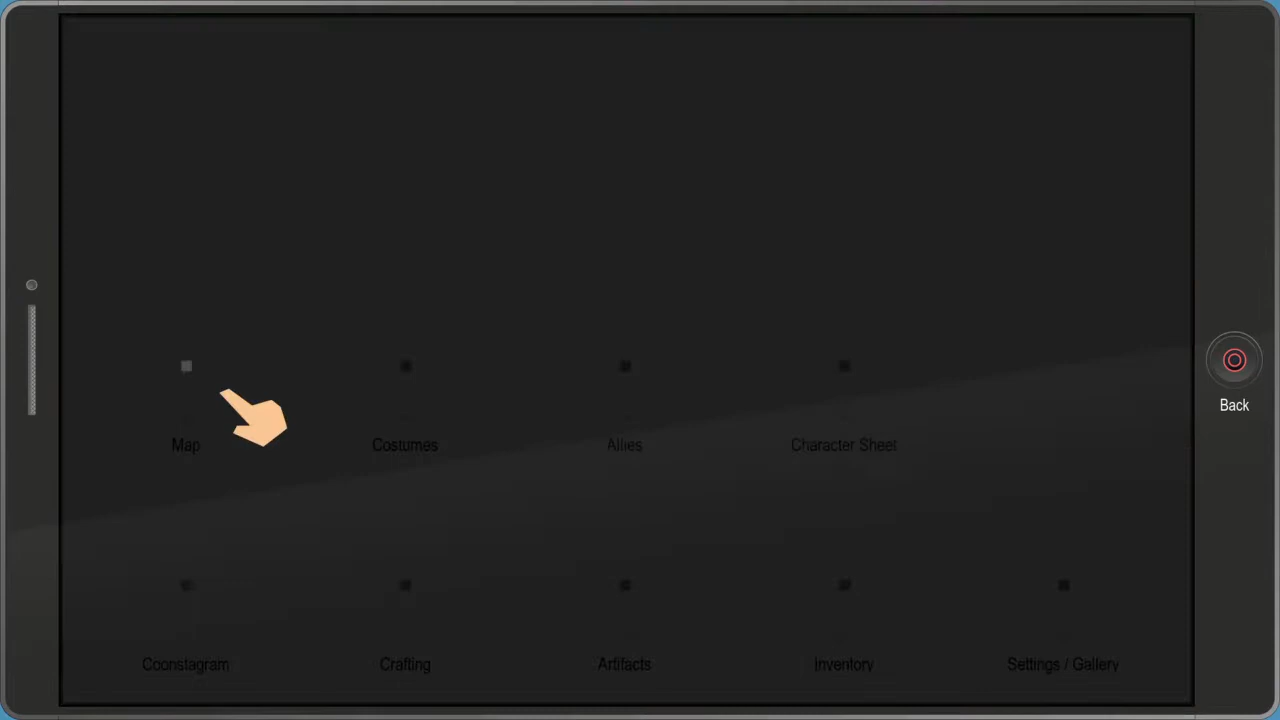 Map
Costumes
Allies
Character Sheet
Back
Coonstagram
Crafting
Artifacts
Inventory
Settings / Gallery